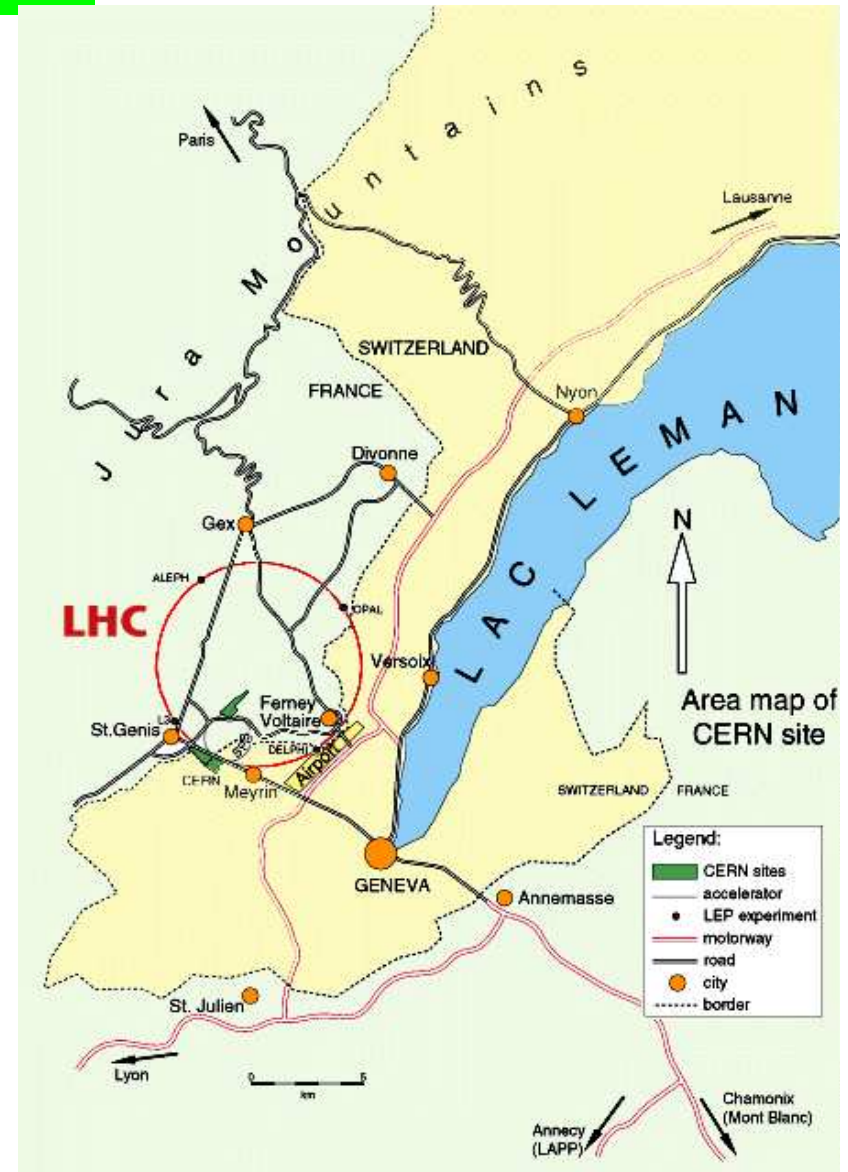 Jura Mountains
Paris
Lausanne
SWITZERLAND
FRANCE
Nyon
Divonne
LAC LEMAN
Gex
N
ALEPH
OPAL
LHC
Versoix
Area map of
CERN site
Ferney
Voltaire
L3
St.Genis
SPS
DELPHI
Airport
CERN
Meyrin
SWITZERLAND
FRANCE
Legend:
CERN sites
accelerator
LEP experiment
motorway
road
city
border
GENEVA
Annemasse
St. Julien
Lyon
0
5
km
Chamonix
(Mont Blanc)
Annecy
(LAPP)